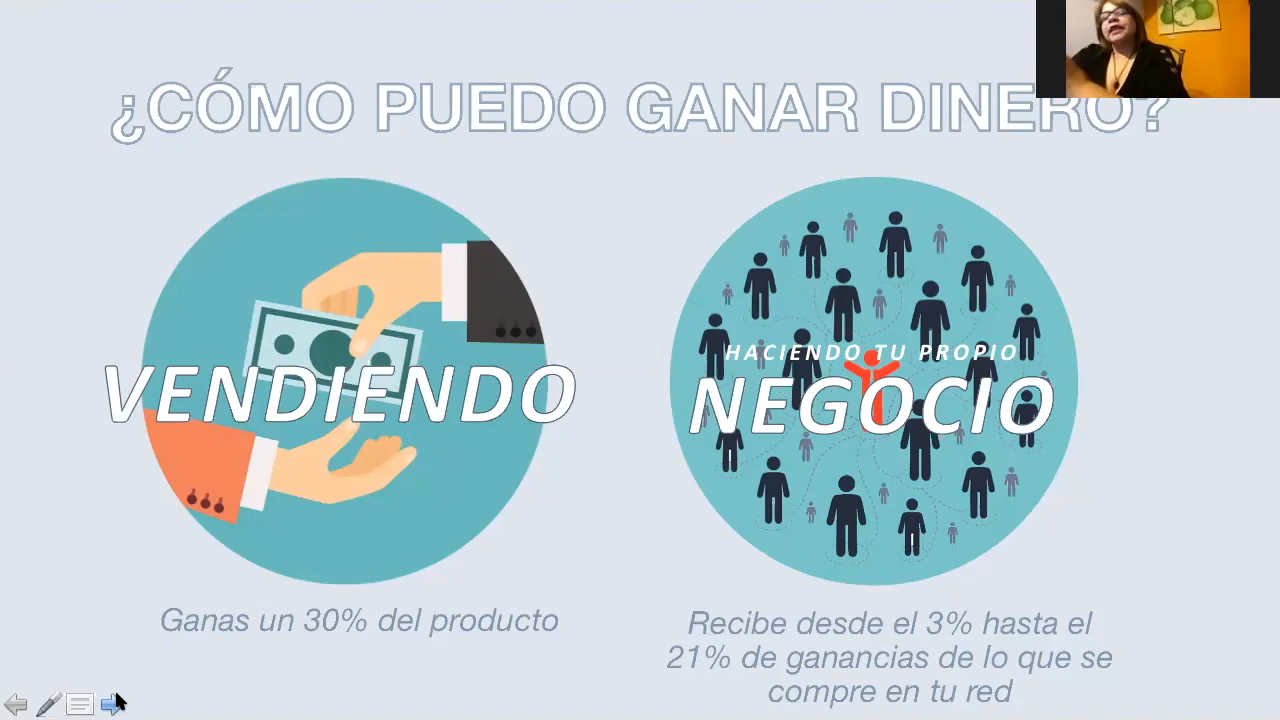 ¿CÓMO PUEDO GANAR DINERO?
VENDIENDO
HACIENDO TU PROPIO
NEGOCIO
Ganas un 30% del producto
Recibe desde el 3% hasta el
21% de ganancias de lo que se
compre en tu red